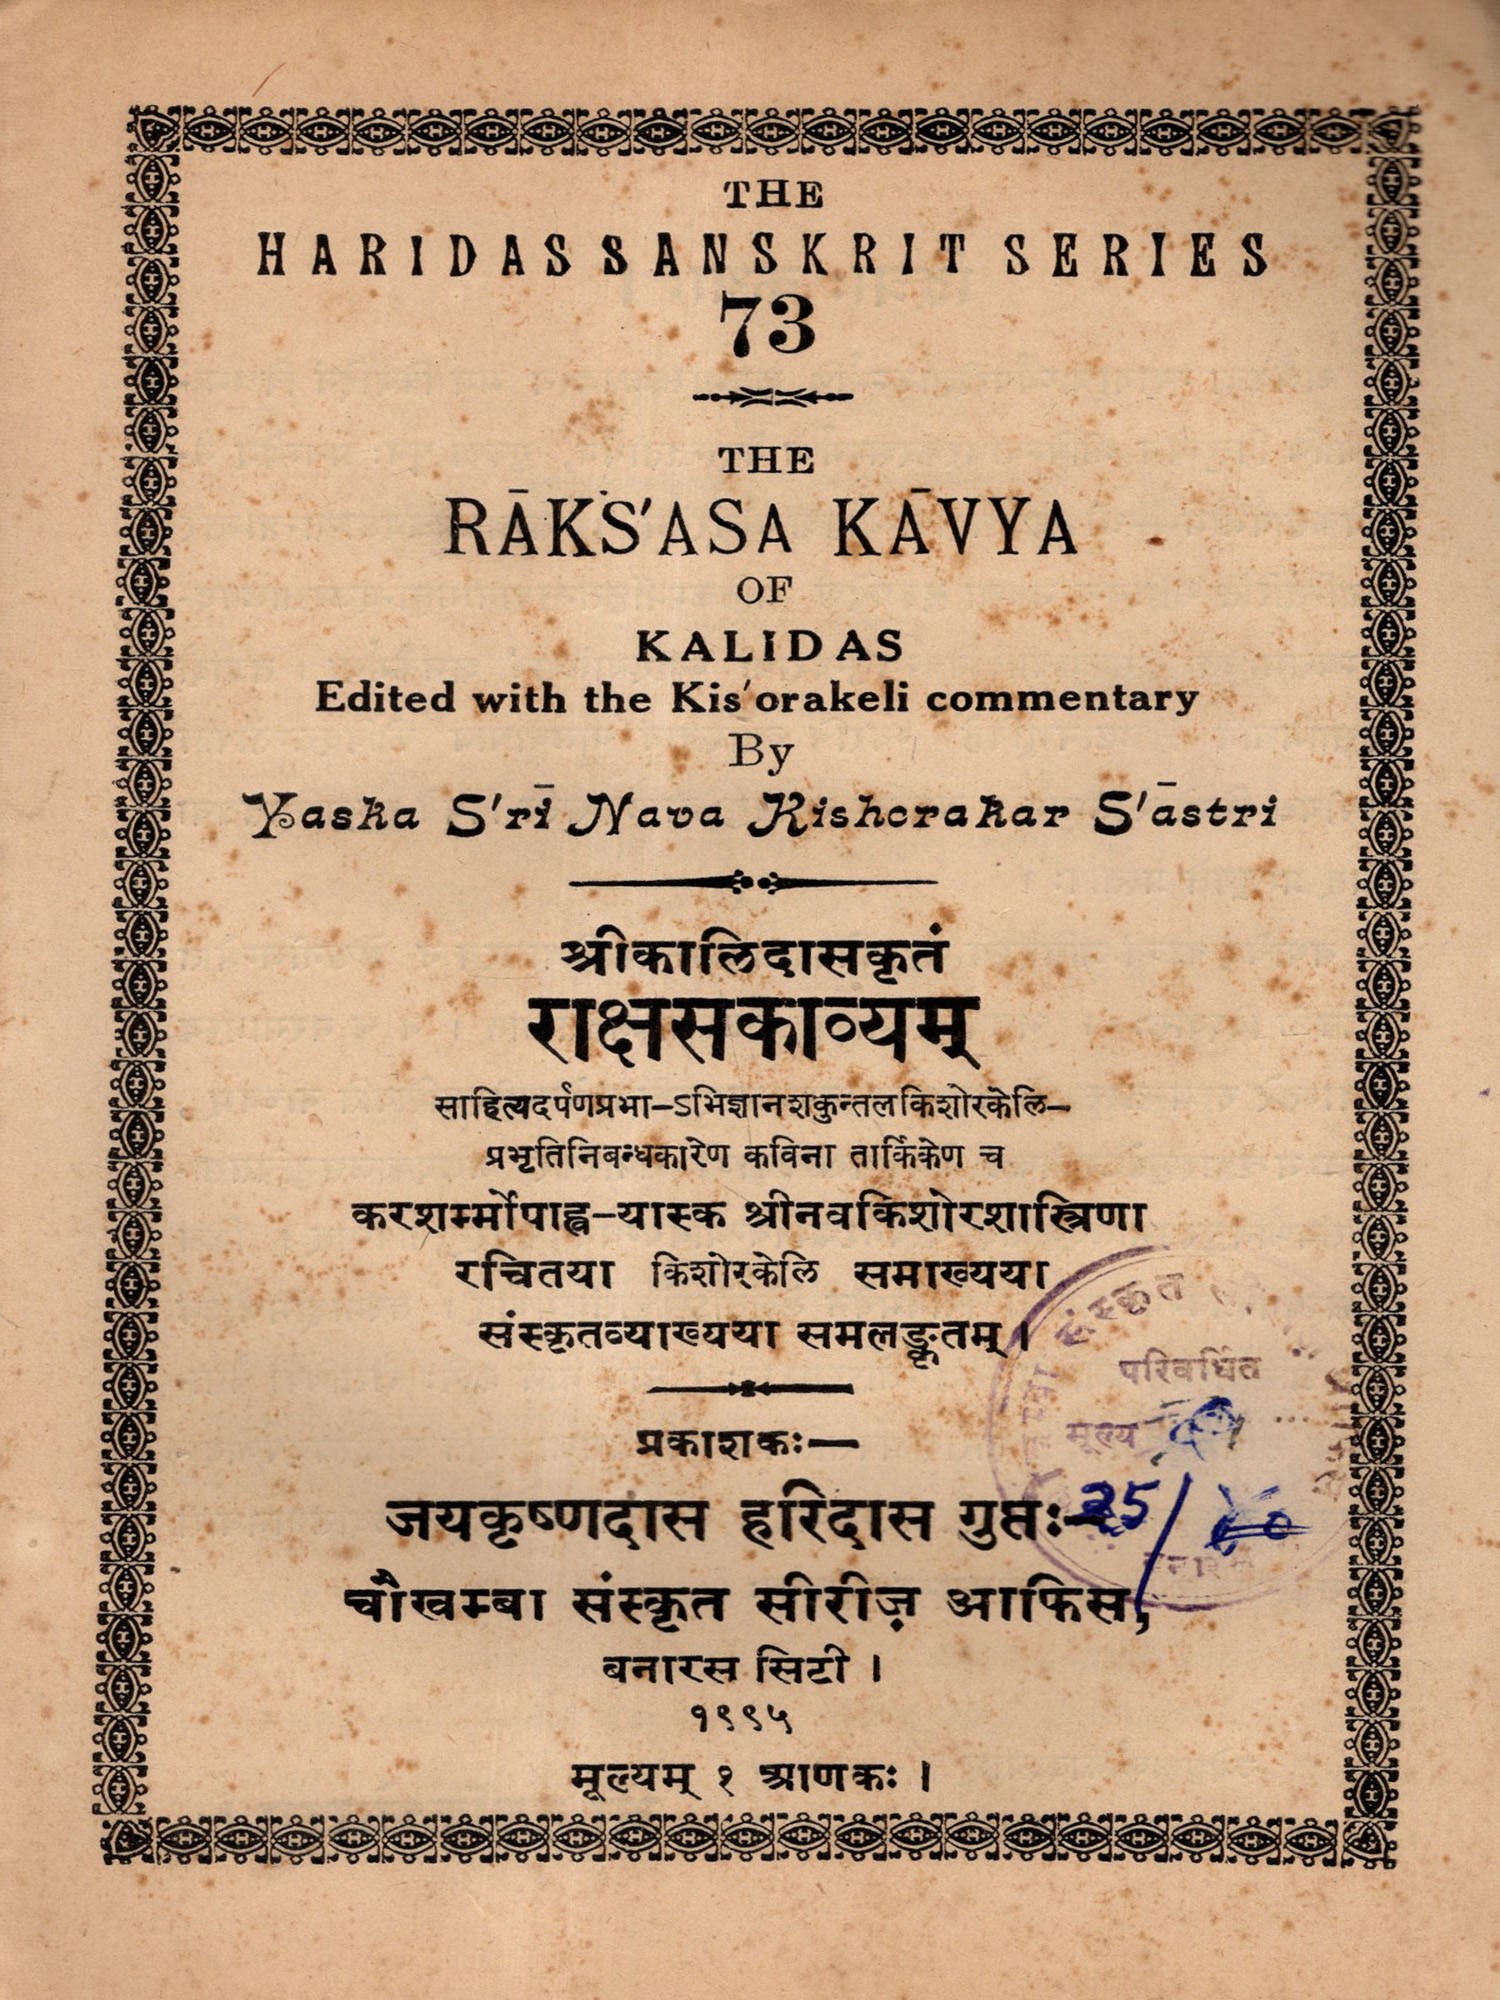 THE
HARIDAS SANSKRIT SERIES
73
THE
RĀKS'ASA KĀVYA
OF
KALIDAS
Edited with the Kis'orakeli commentary
By
Yaska S'rī Nava Kishorakar S'āstri
श्रीकालिदासकृतं
राक्षसकाव्यम्
साहित्यदर्पणप्रभा-ऽभिज्ञानशकुन्तलकिशोरकेलि-
प्रभृतिनिबन्धकारेण कविना तार्किकेण च
करशर्म्मोपाह्व-यास्क श्रीनवकिशोरशास्त्रिणा
रचितया किशोरकेलि समाख्यया
संस्कृतव्याख्यया समलङ्कृतम् ।
प्रकाशकः—
जयकृष्णदास हरिदास गुप्तः-
चौखम्बा संस्कृत सीरीज़ आफिस,
बनारस सिटी ।
१९९५
मूल्यम् २ आणकः ।
संस्कृत
परिवर्धित
मूल्य
25/